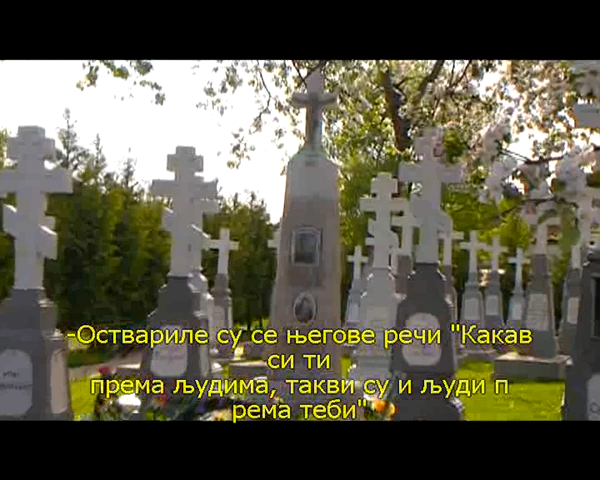 -Оствариле су се његове речи "Какав
си ти
према људима, такви су и људи п
рема теби"